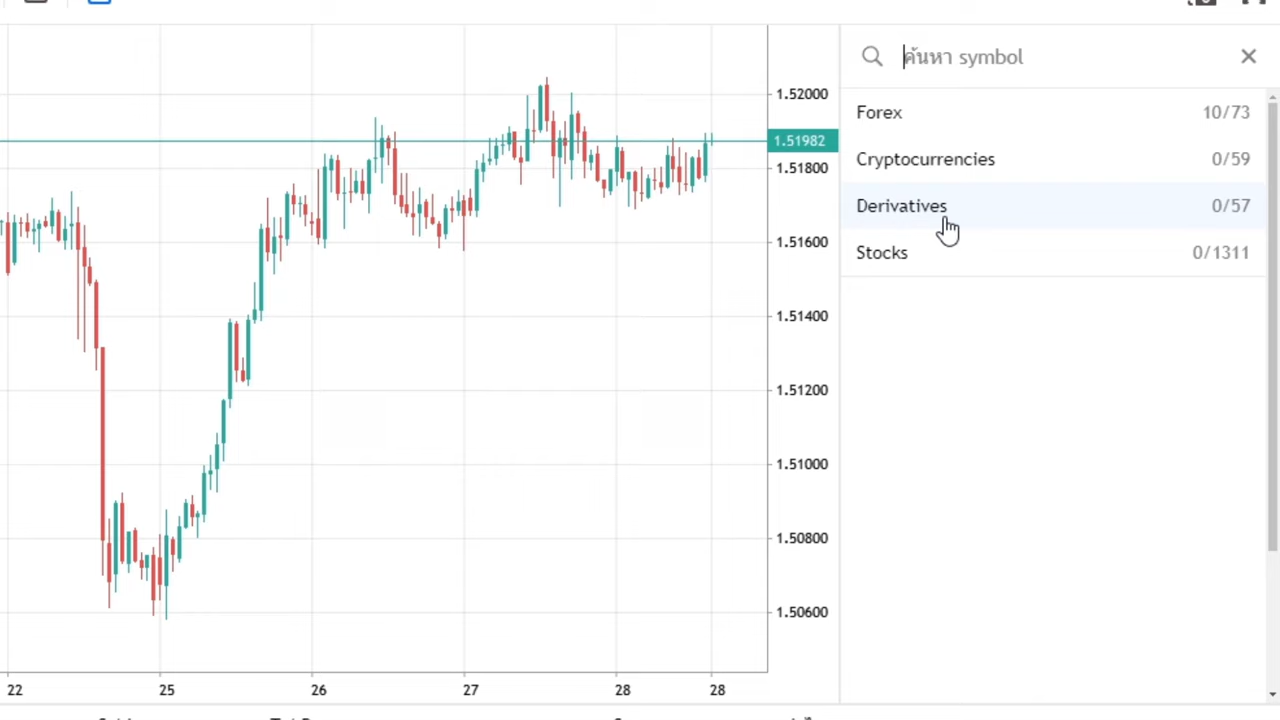 ค้นหา symbol
Forex 10/73
Cryptocurrencies 0/59
Derivatives 0/57
Stocks 0/1311
1.52000
1.51982
1.51800
1.51600
1.51400
1.51200
1.51000
1.50800
1.50600
22 25 26 27 28 28